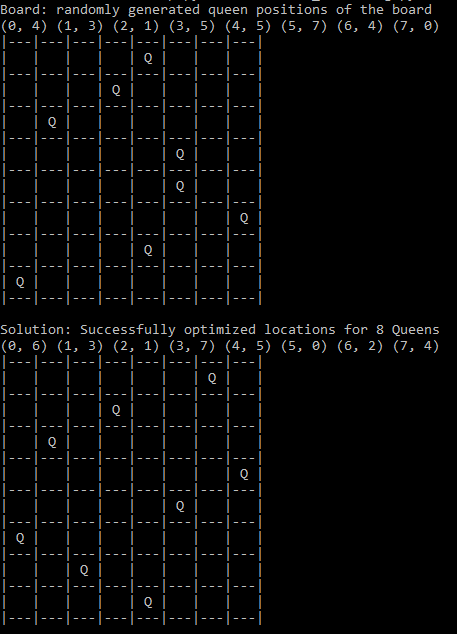 Board: randomly generated queen positions of the board
(0, 4) (1, 3) (2, 1) (3, 5) (4, 5) (5, 7) (6, 4) (7, 0)
|---|---|---|---|---|---|---|---|
|   |   |   |   | Q |   |   |   |
|---|---|---|---|---|---|---|---|
|   |   |   | Q |   |   |   |   |
|---|---|---|---|---|---|---|---|
|   | Q |   |   |   |   |   |   |
|---|---|---|---|---|---|---|---|
|   |   |   |   |   | Q |   |   |
|---|---|---|---|---|---|---|---|
|   |   |   |   |   | Q |   |   |
|---|---|---|---|---|---|---|---|
|   |   |   |   |   |   |   | Q |
|---|---|---|---|---|---|---|---|
|   |   |   |   | Q |   |   |   |
|---|---|---|---|---|---|---|---|
| Q |   |   |   |   |   |   |   |
|---|---|---|---|---|---|---|---|
Solution: Successfully optimized locations for 8 Queens
(0, 6) (1, 3) (2, 1) (3, 7) (4, 5) (5, 0) (6, 2) (7, 4)
|---|---|---|---|---|---|---|---|
|   |   |   |   |   |   | Q |   |
|---|---|---|---|---|---|---|---|
|   |   |   | Q |   |   |   |   |
|---|---|---|---|---|---|---|---|
|   | Q |   |   |   |   |   |   |
|---|---|---|---|---|---|---|---|
|   |   |   |   |   |   |   | Q |
|---|---|---|---|---|---|---|---|
|   |   |   |   |   | Q |   |   |
|---|---|---|---|---|---|---|---|
| Q |   |   |   |   |   |   |   |
|---|---|---|---|---|---|---|---|
|   |   | Q |   |   |   |   |   |
|---|---|---|---|---|---|---|---|
|   |   |   |   | Q |   |   |   |
|---|---|---|---|---|---|---|---|